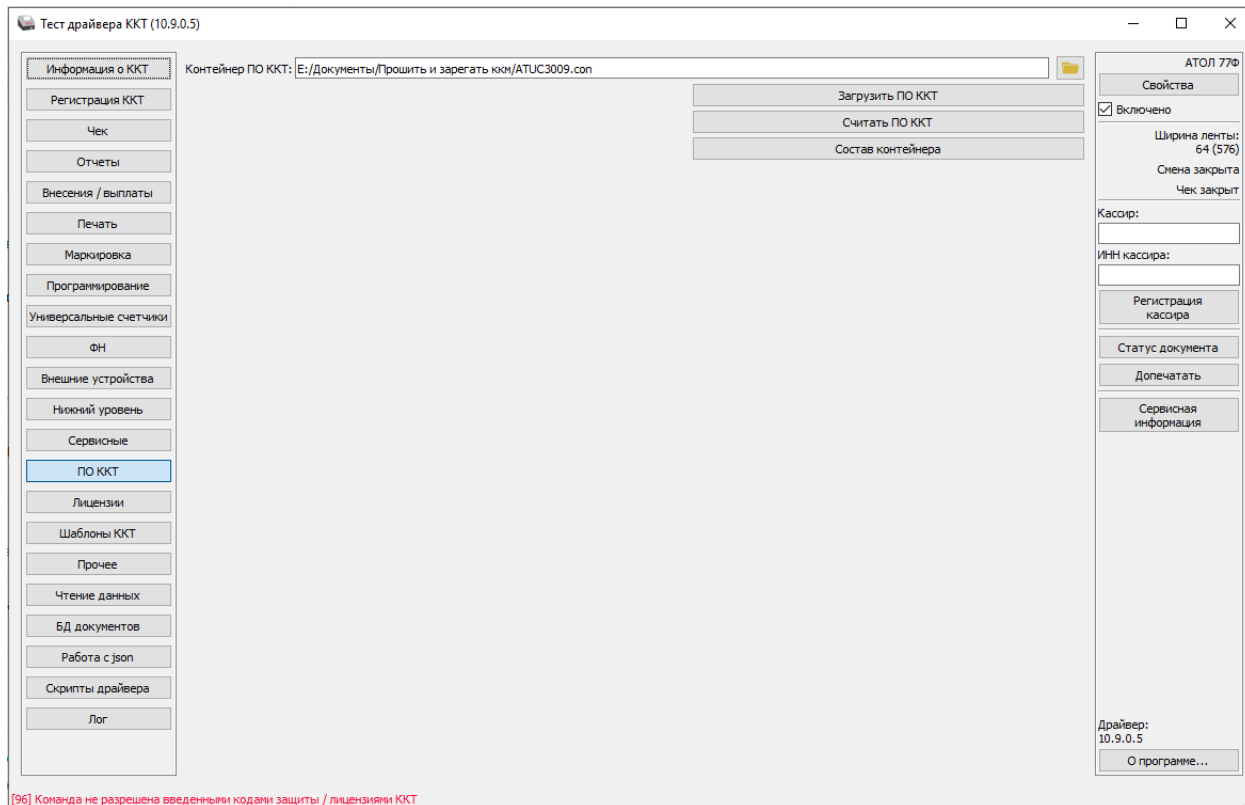 Тест драйвера ККТ (10.9.0.5)
Информация о ККТ
Регистрация ККТ
Чек
Отчеты
Внесения / выплаты
Печать
Маркировка
Программирование
Универсальные счетчики
ФН
Внешние устройства
Нижний уровень
Сервисные
ПО ККТ
Лицензии
Шаблоны ККТ
Прочее
Чтение данных
БД документов
Работа с json
Скрипты драйвера
Лог
Контейнер ПО ККТ: E:/Документы/Прошить и зарегать ккм/ATUC3009.con
Загрузить ПО ККТ
Считать ПО ККТ
Состав контейнера
АТОЛ 77Ф
Свойства
Включено
Ширина ленты:
64 (576)
Смена закрыта
Чек закрыт
Кассир:
ИНН кассира:
Регистрация
кассира
Статус документа
Допечатать
Сервисная
информация
Драйвер:
10.9.0.5
О программе...
[96] Команда не разрешена введенными кодами защиты / лицензиями ККТ